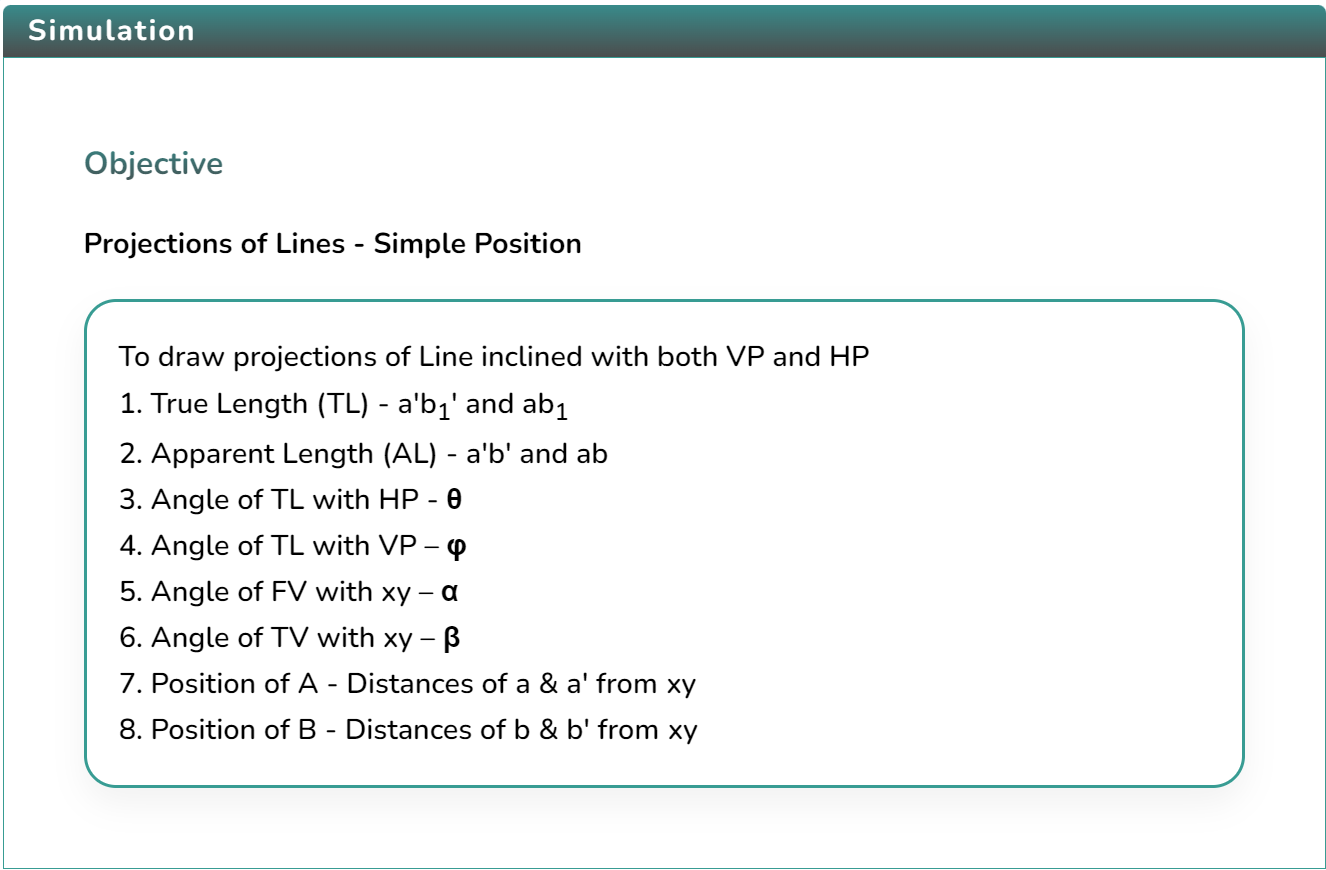 Simulation
Objective
Projections of Lines - Simple Position
To draw projections of Line inclined with both VP and HP
1. True Length (TL) - a'b₁' and ab₁
2. Apparent Length (AL) - a'b' and ab
3. Angle of TL with HP - θ
4. Angle of TL with VP – φ
5. Angle of FV with xy – α
6. Angle of TV with xy – β
7. Position of A - Distances of a & a' from xy
8. Position of B - Distances of b & b' from xy